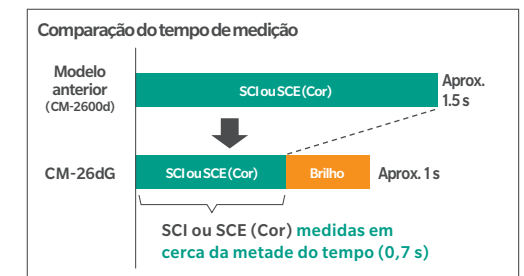 Comparação do tempo de medição
Modelo
anterior
(CM-2600d)
SCI ou SCE (Cor)
Aprox.
1.5 s
CM-26dG
SCI ou SCE (Cor)
Brilho
Aprox. 1 s
SCI ou SCE (Cor) medidas em
cerca da metade do tempo (0,7 s)